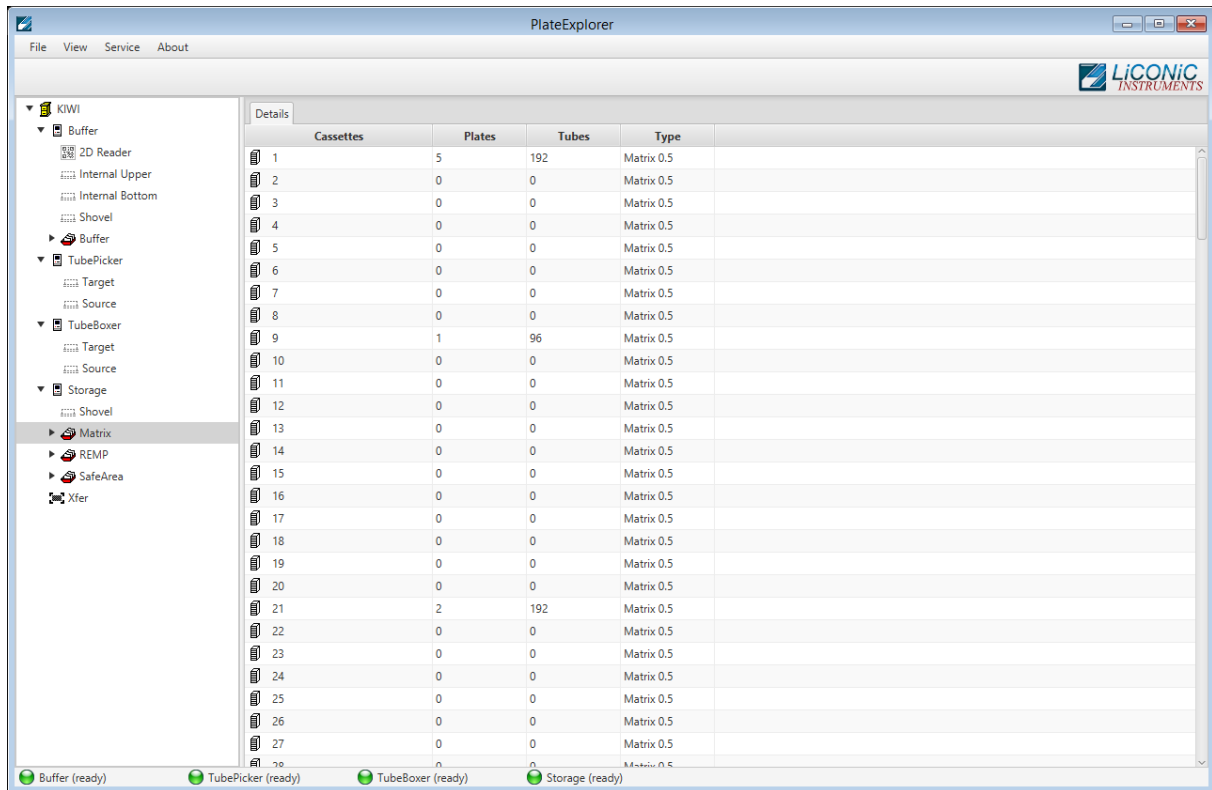 PlateExplorer
File View Service About
LiCONiC
INSTRUMENTS
KIWI
Buffer
2D Reader
Internal Upper
Internal Bottom
Shovel
Buffer
TubePicker
Target
Source
TubeBoxer
Target
Source
Storage
Shovel
Matrix
REMP
SafeArea
Xfer
Details
Cassettes Plates Tubes Type
1 5 192 Matrix 0.5
2 0 0 Matrix 0.5
3 0 0 Matrix 0.5
4 0 0 Matrix 0.5
5 0 0 Matrix 0.5
6 0 0 Matrix 0.5
7 0 0 Matrix 0.5
8 0 0 Matrix 0.5
9 1 96 Matrix 0.5
10 0 0 Matrix 0.5
11 0 0 Matrix 0.5
12 0 0 Matrix 0.5
13 0 0 Matrix 0.5
14 0 0 Matrix 0.5
15 0 0 Matrix 0.5
16 0 0 Matrix 0.5
17 0 0 Matrix 0.5
18 0 0 Matrix 0.5
19 0 0 Matrix 0.5
20 0 0 Matrix 0.5
21 2 192 Matrix 0.5
22 0 0 Matrix 0.5
23 0 0 Matrix 0.5
24 0 0 Matrix 0.5
25 0 0 Matrix 0.5
26 0 0 Matrix 0.5
27 0 0 Matrix 0.5
28 0 0 Matrix 0.5
Buffer (ready) TubePicker (ready) TubeBoxer (ready) Storage (ready)